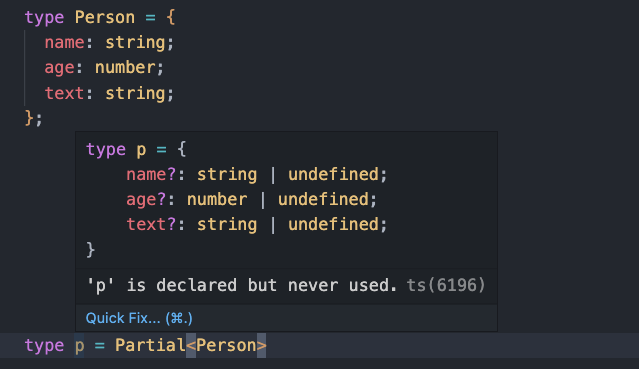 type Person = {
name: string;
age: number;
text: string;
};
type p = {
name?: string | undefined;
age?: number | undefined;
text?: string | undefined;
}
'p' is declared but never used. ts(6196)
Quick Fix... (⌘.)
type p = Partial<Person>